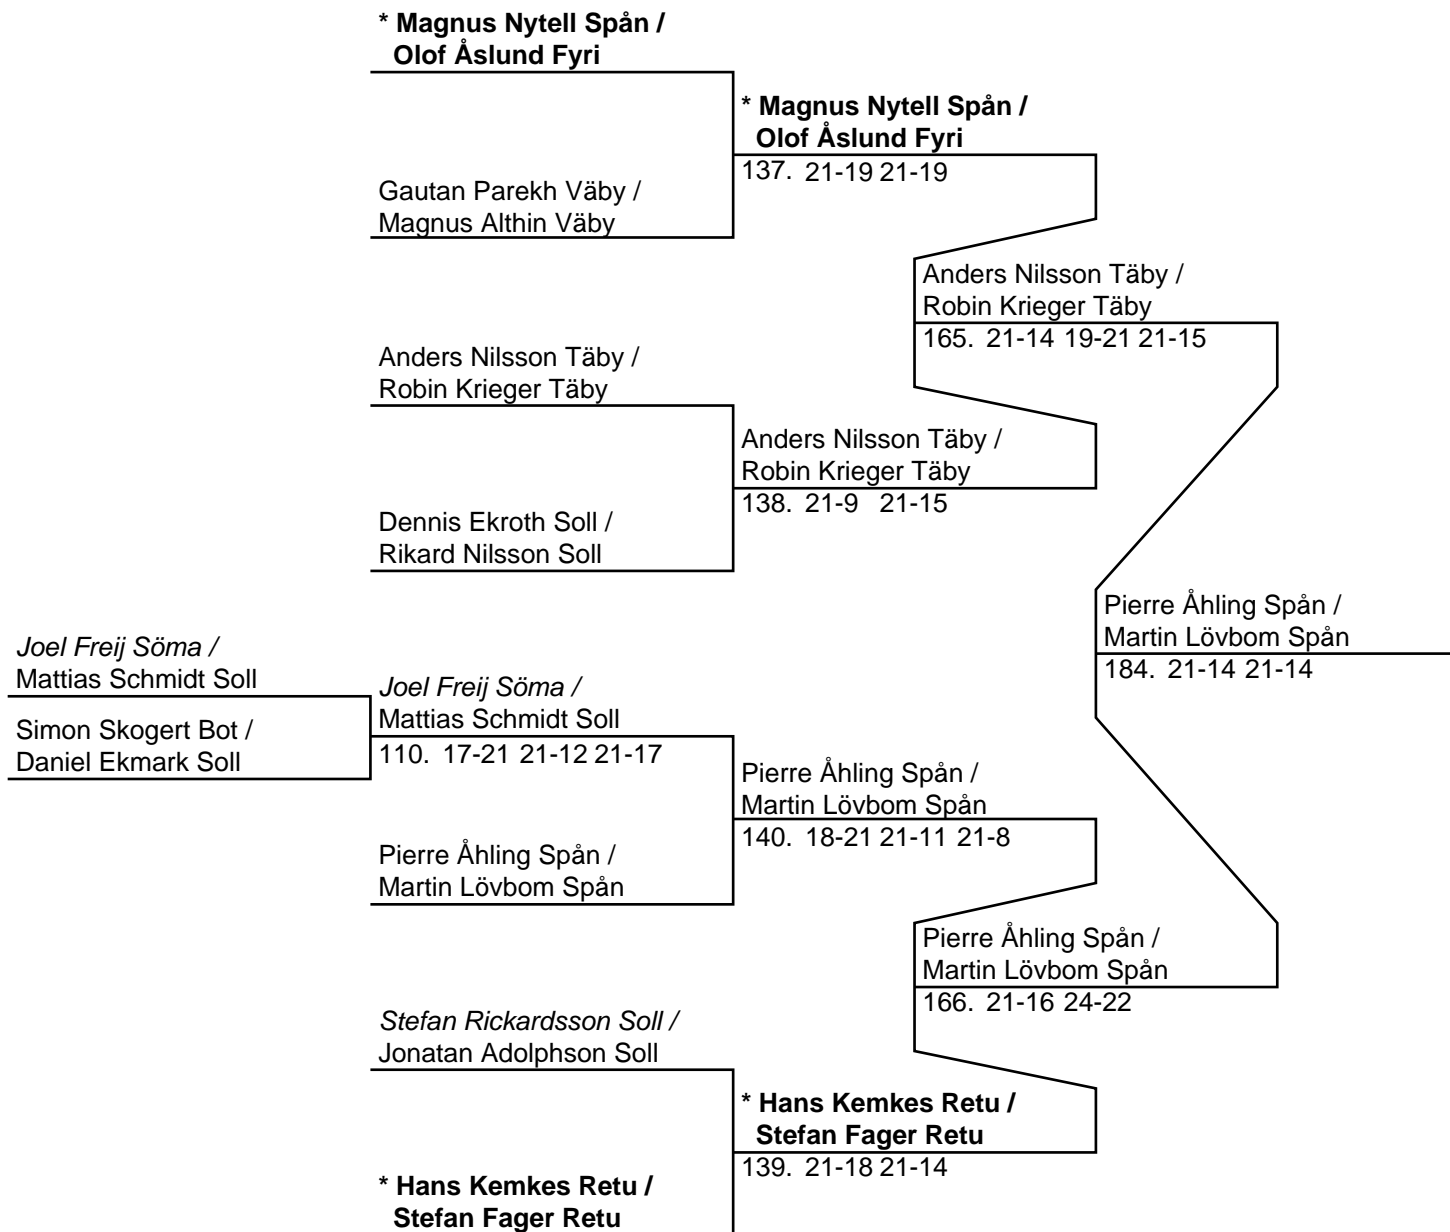 * Magnus Nytell Spån /
Olof Åslund Fyri
* Magnus Nytell Spån /
Olof Åslund Fyri
137. 21-19 21-19
Gautan Parekh Väby /
Magnus Althin Väby
Anders Nilsson Täby /
Robin Krieger Täby
165. 21-14 19-21 21-15
Anders Nilsson Täby /
Robin Krieger Täby
Anders Nilsson Täby /
Robin Krieger Täby
138. 21-9 21-15
Dennis Ekroth Soll /
Rikard Nilsson Soll
Pierre Åhling Spån /
Martin Lövbom Spån
184. 21-14 21-14
Joel Freij Söma /
Mattias Schmidt Soll
Joel Freij Söma /
Mattias Schmidt Soll
110. 17-21 21-12 21-17
Simon Skogert Bot /
Daniel Ekmark Soll
Pierre Åhling Spån /
Martin Lövbom Spån
140. 18-21 21-11 21-8
Pierre Åhling Spån /
Martin Lövbom Spån
Pierre Åhling Spån /
Martin Lövbom Spån
166. 21-16 24-22
Stefan Rickardsson Soll /
Jonatan Adolphson Soll
* Hans Kemkes Retu /
Stefan Fager Retu
139. 21-18 21-14
* Hans Kemkes Retu /
Stefan Fager Retu